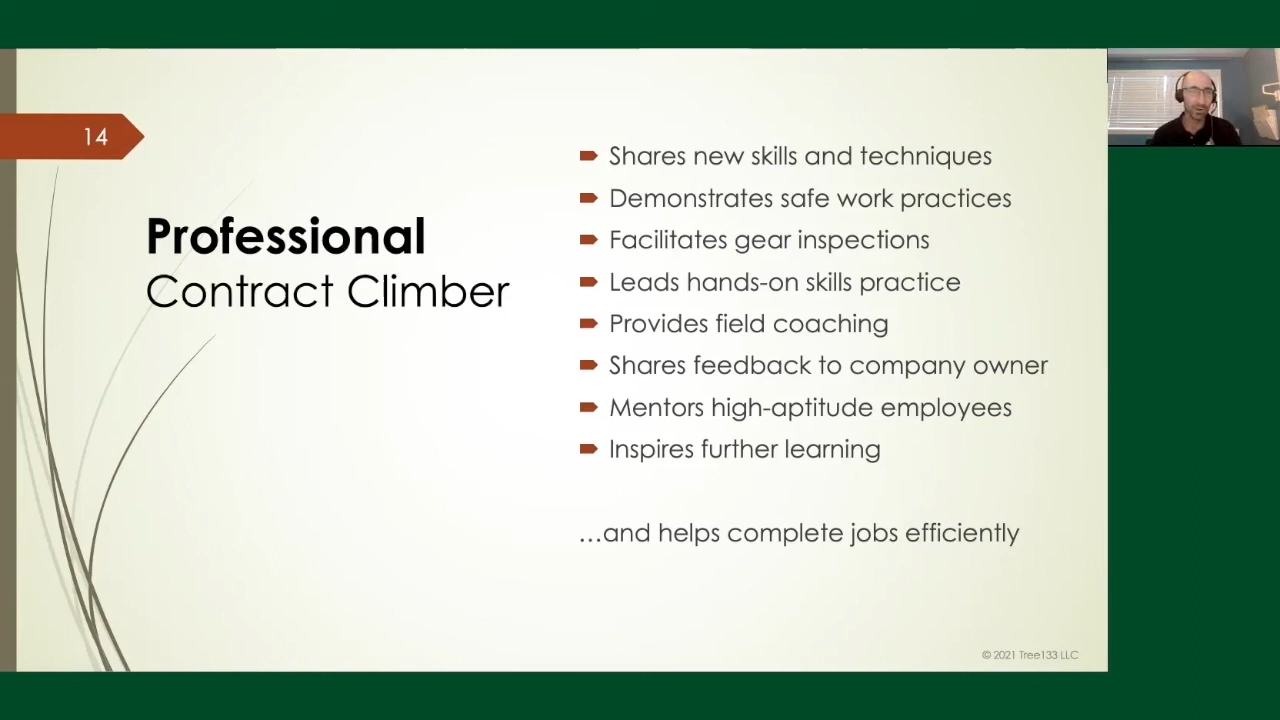 14
Professional
Contract Climber
Shares new skills and techniques
Demonstrates safe work practices
Facilitates gear inspections
Leads hands-on skills practice
Provides field coaching
Shares feedback to company owner
Mentors high-aptitude employees
Inspires further learning
…and helps complete jobs efficiently
© 2021 Tree133 LLC